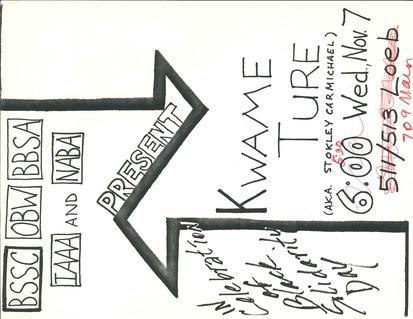 BSSC OBW BBSA
IAAA AND NABA
PRESENT
IN
Celebration
of
Black
Solidarity
Day
KWAME
TURE
(A.K.A. STOKLEY CARMICHAEL)
5:30
6:00 Wed., Nov. 7
511/513 Loeb
709 Main